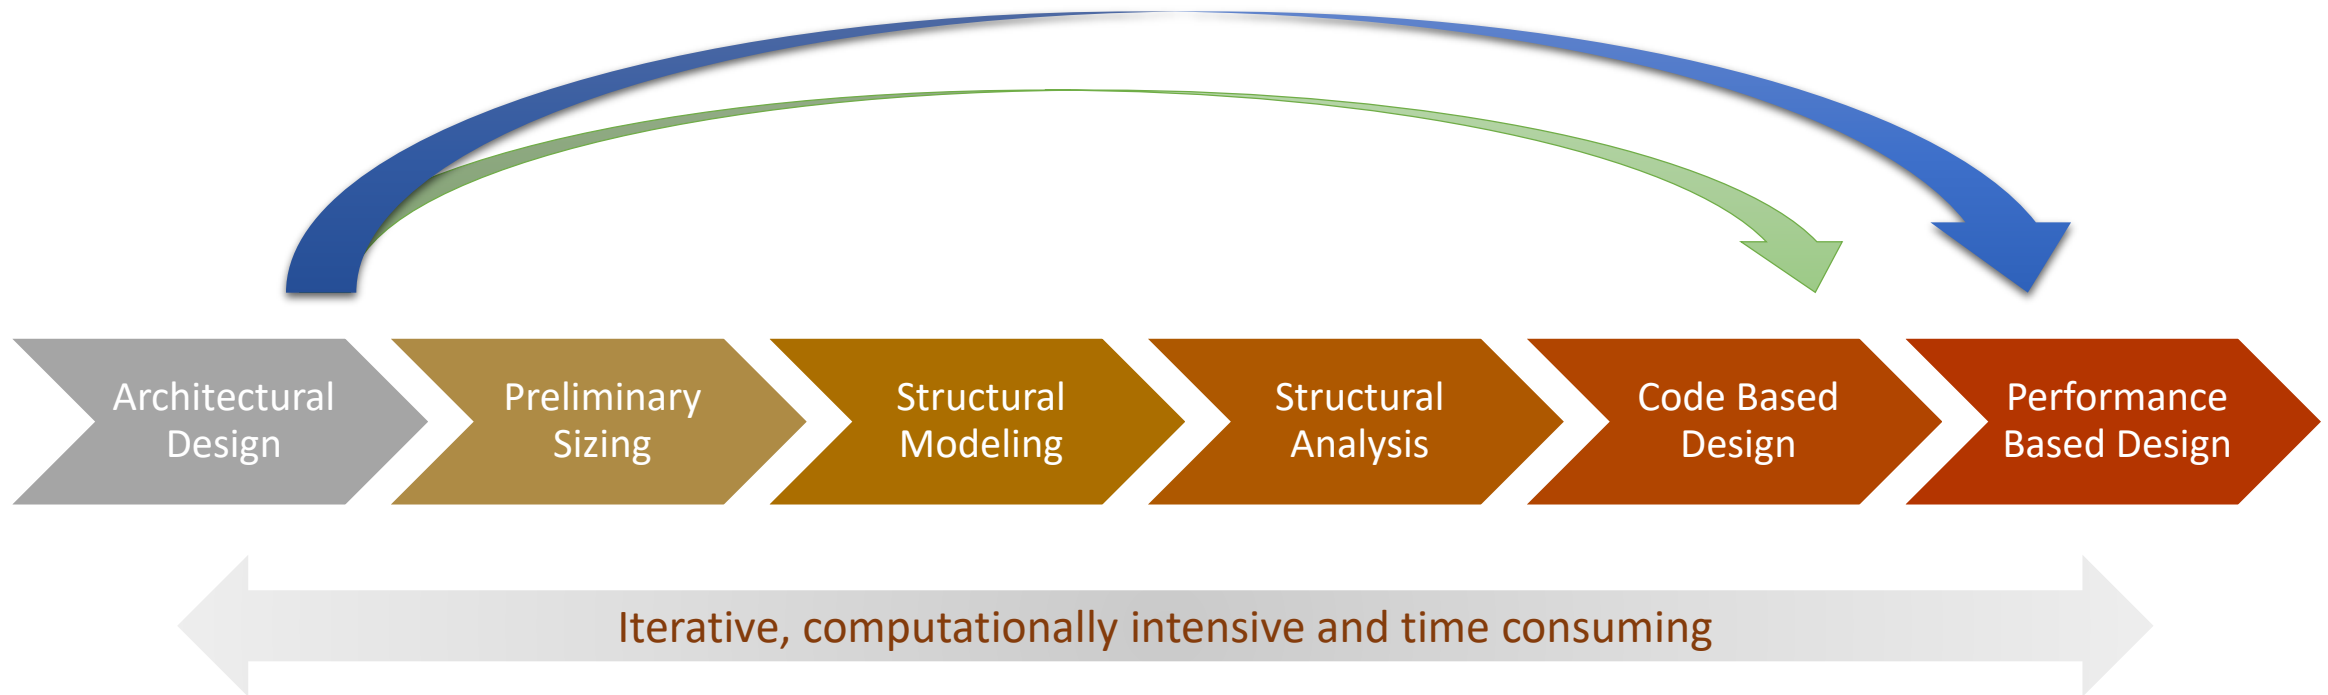 Architectural
Design
Preliminary
Sizing
Structural
Modeling
Structural
Analysis
Code Based
Design
Performance
Based Design
Iterative, computationally intensive and time consuming